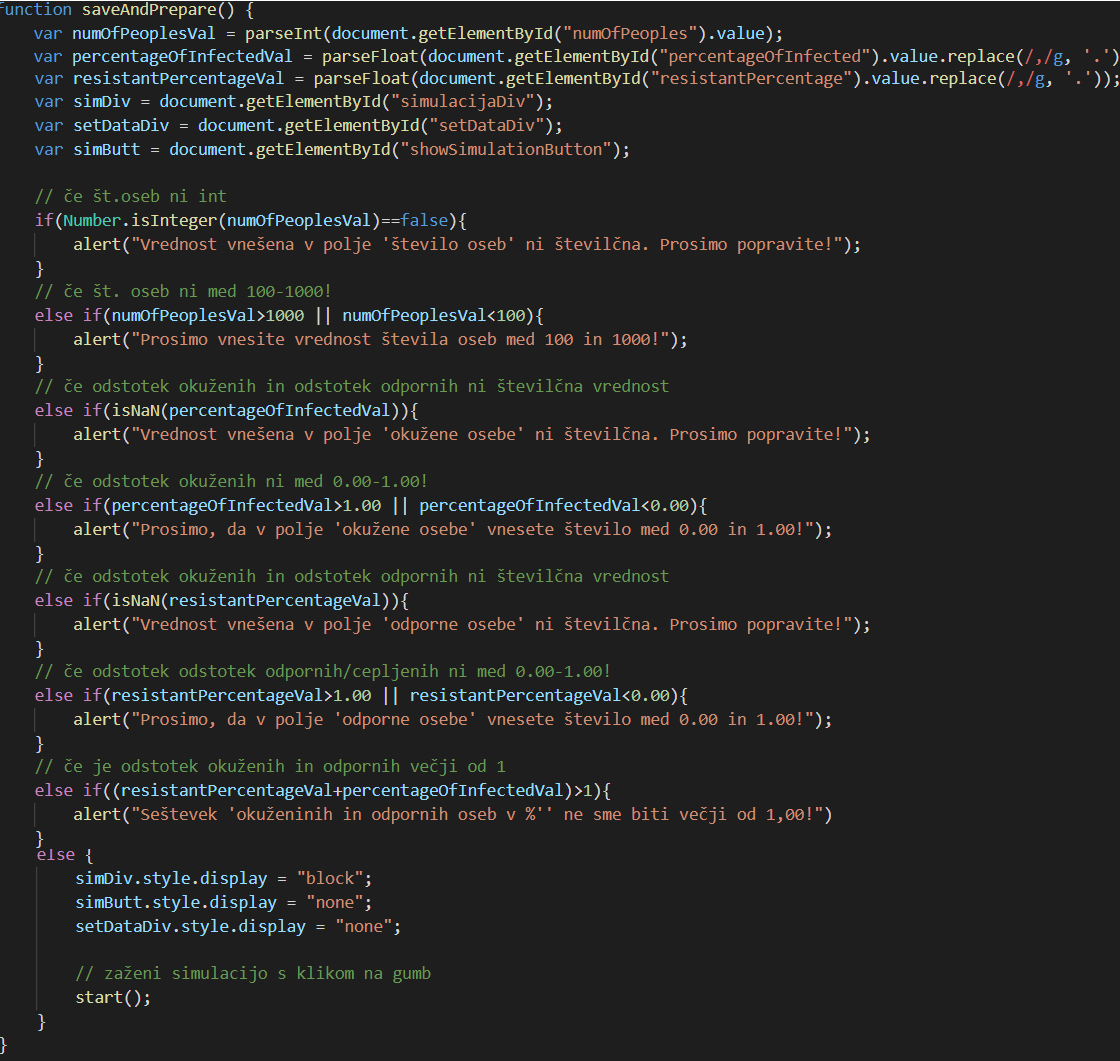 function saveAndPrepare() {
    var numOfPeoplesVal = parseInt(document.getElementById("numOfPeoples").value);
    var percentageOfInfectedVal = parseFloat(document.getElementById("percentageOfInfected").value.replace(/,/g, '.')
    var resistantPercentageVal = parseFloat(document.getElementById("resistantPercentage").value.replace(/,/g, '.'));
    var simDiv = document.getElementById("simulacijaDiv");
    var setDataDiv = document.getElementById("setDataDiv");
    var simButt = document.getElementById("showSimulationButton");

    // če št.oseb ni int
    if(Number.isInteger(numOfPeoplesVal)==false){
        alert("Vrednost vnešena v polje 'število oseb' ni številčna. Prosimo popravite!");
    }
    // če št. oseb ni med 100-1000!
    else if(numOfPeoplesVal>1000 || numOfPeoplesVal<100){
        alert("Prosimo vnesite vrednost števila oseb med 100 in 1000!");
    }
    // če odstotek okuženih in odstotek odpornih ni številčna vrednost
    else if(isNaN(percentageOfInfectedVal)){
        alert("Vrednost vnešena v polje 'okužene osebe' ni številčna. Prosimo popravite!");
    }
    // če odstotek okuženih ni med 0.00-1.00!
    else if(percentageOfInfectedVal>1.00 || percentageOfInfectedVal<0.00){
        alert("Prosimo, da v polje 'okužene osebe' vnesete število med 0.00 in 1.00!");
    }
    // če odstotek okuženih in odstotek odpornih ni številčna vrednost
    else if(isNaN(resistantPercentageVal)){
        alert("Vrednost vnešena v polje 'odporne osebe' ni številčna. Prosimo popravite!");
    }
    // če odstotek odstotek odpornih/cepljenih ni med 0.00-1.00!
    else if(resistantPercentageVal>1.00 || resistantPercentageVal<0.00){
        alert("Prosimo, da v polje 'odporne osebe' vnesete število med 0.00 in 1.00!");
    }
    // če je odstotek okuženih in odpornih večji od 1
    else if((resistantPercentageVal+percentageOfInfectedVal)>1){
        alert("Seštevek 'okuženinih in odpornih oseb v %'' ne sme biti večji od 1,00!")
    }
    else {
        simDiv.style.display = "block";
        simButt.style.display = "none";
        setDataDiv.style.display = "none";

        // zaženi simulacijo s klikom na gumb
        start();
    }
}